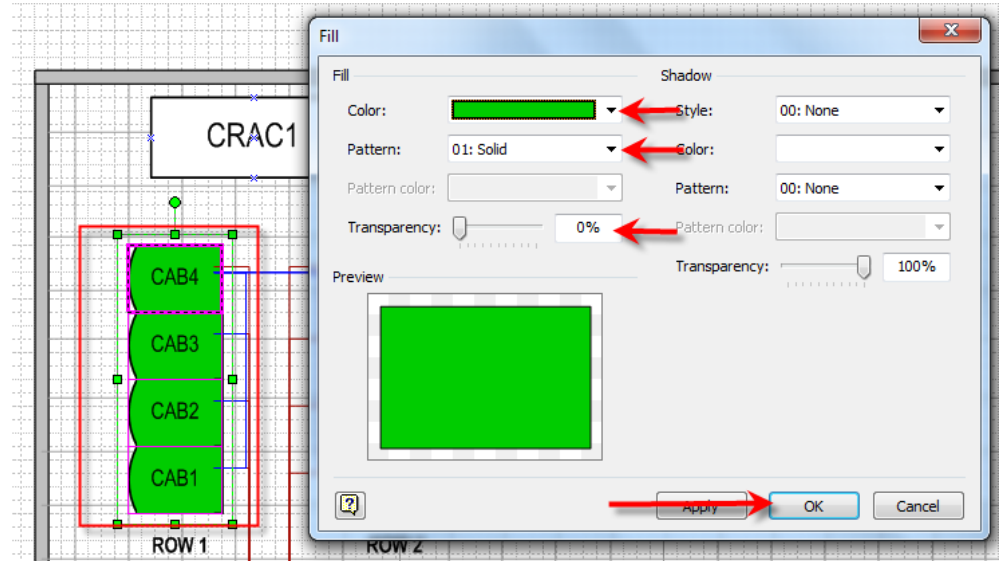 Fill
Fill
Color:
Pattern: 01: Solid
Pattern color:
Transparency: 0%
Preview
Shadow
Style: 00: None
Color:
Pattern: 00: None
Pattern color:
Transparency: 100%
Apply OK Cancel
CRAC1
CAB4
CAB3
CAB2
CAB1
ROW 1 ROW 2